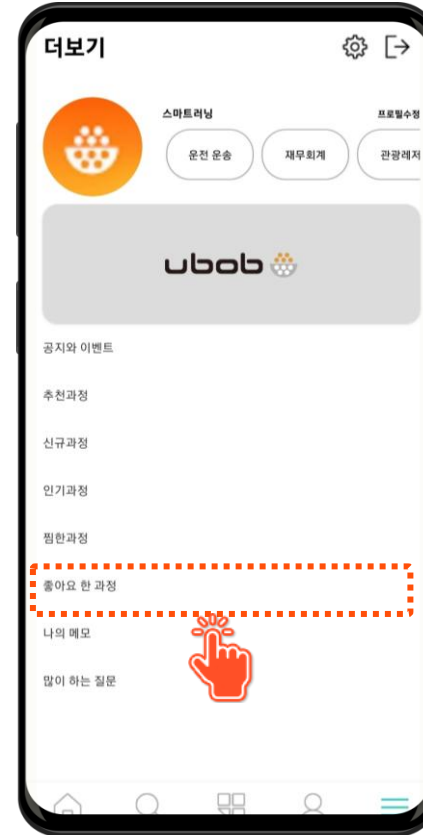 더보기
스마트러닝
프로필수정
운전 운송
재무회계
관광레저
ubob
공지와 이벤트
추천과정
신규과정
인기과정
찜한과정
좋아요 한 과정
나의 메모
많이 하는 질문